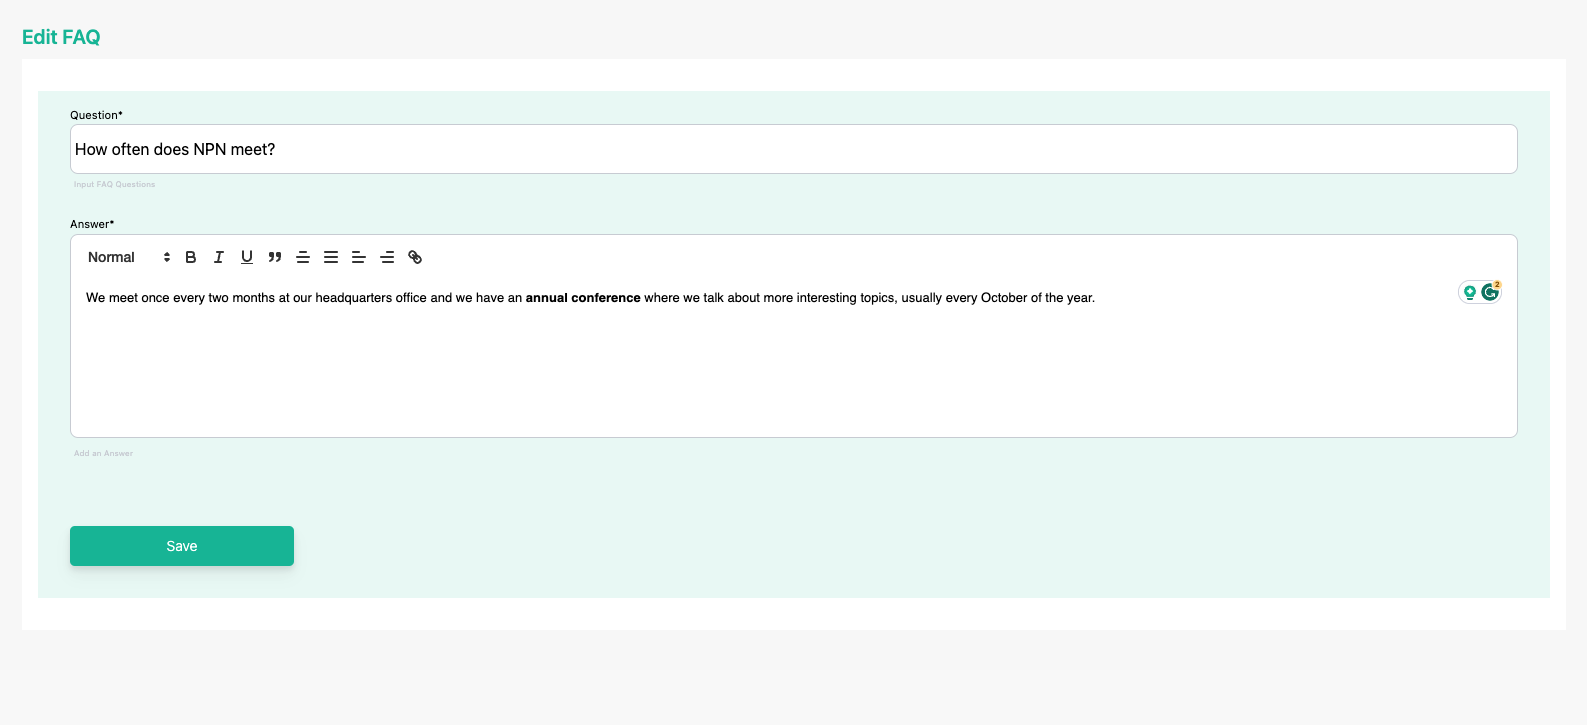 Edit FAQ
Question*
How often does NPN meet?
Input FAQ Questions
Answer*
Normal
We meet once every two months at our headquarters office and we have an annual conference where we talk about more interesting topics, usually every October of the year.
2
Add an Answer
Save